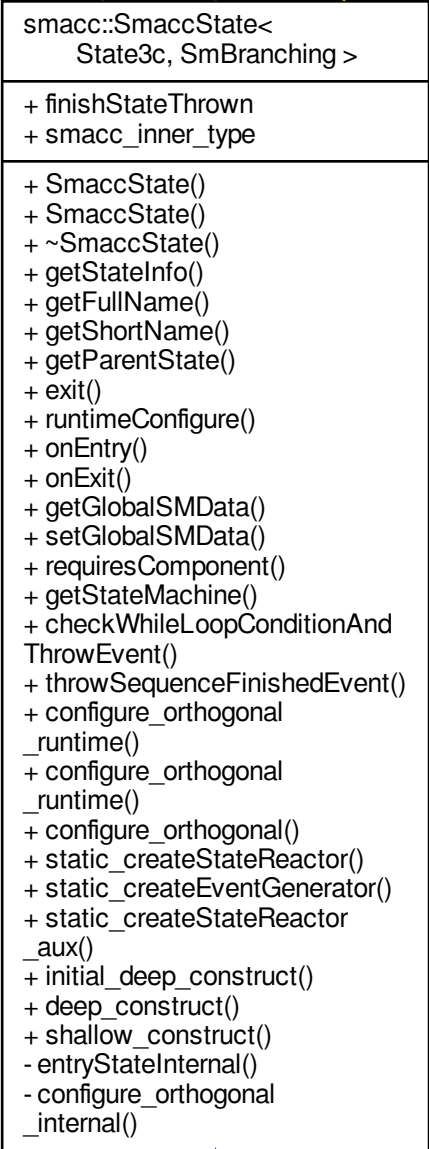 smacc::SmaccState<
State3c, SmBranching >
+ finishStateThrown
+ smacc_inner_type
+ SmaccState()
+ SmaccState()
+ ~SmaccState()
+ getStateInfo()
+ getFullName()
+ getShortName()
+ getParentState()
+ exit()
+ runtimeConfigure()
+ onEntry()
+ onExit()
+ getGlobalSMData()
+ setGlobalSMData()
+ requiresComponent()
+ getStateMachine()
+ checkWhileLoopConditionAnd
ThrowEvent()
+ throwSequenceFinishedEvent()
+ configure_orthogonal
_runtime()
+ configure_orthogonal
_runtime()
+ configure_orthogonal()
+ static_createStateReactor()
+ static_createEventGenerator()
+ static_createStateReactor
_aux()
+ initial_deep_construct()
+ deep_construct()
+ shallow_construct()
- entryStateInternal()
- configure_orthogonal
_internal()